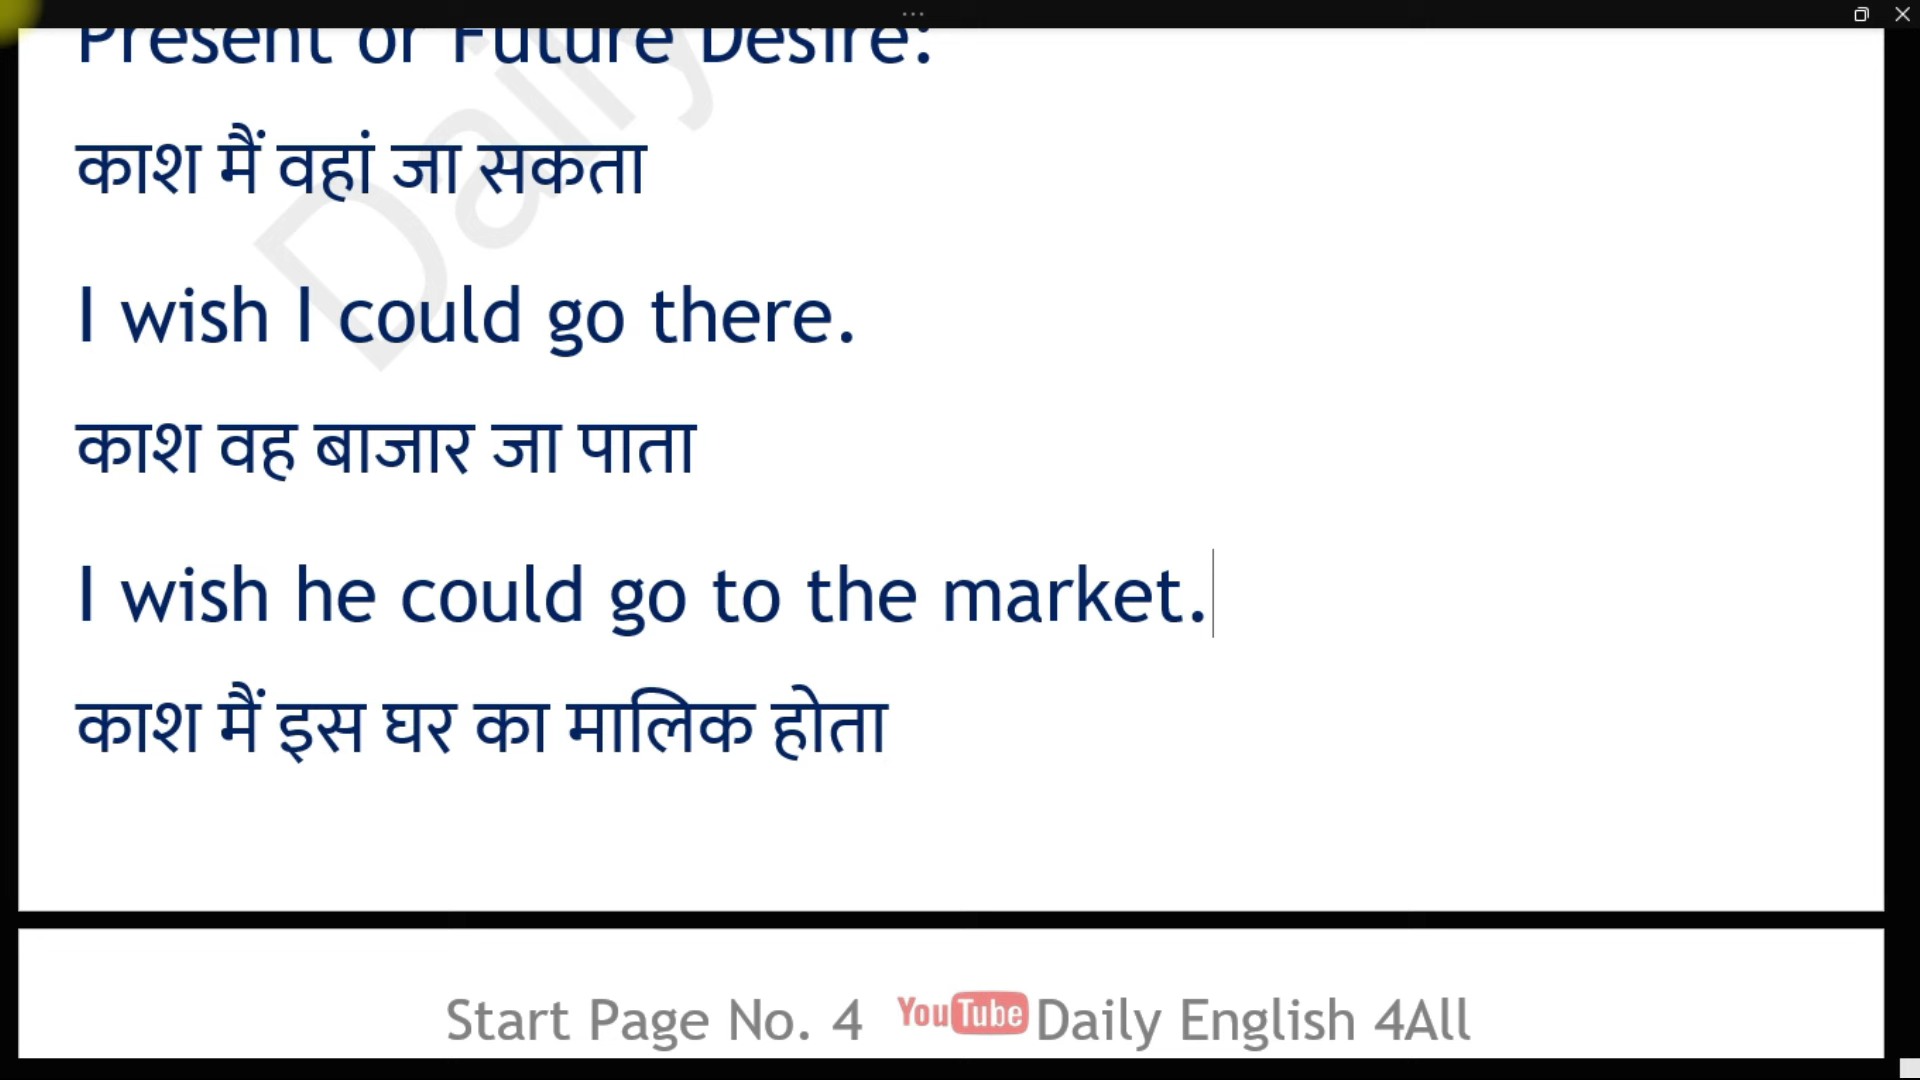 Present or Future Desire:
काश मैं वहां जा सकता
I wish I could go there.
काश वह बाजार जा पाता
I wish he could go to the market.
काश मैं इस घर का मालिक होता
Start Page No. 4 YouTube Daily English 4All
Daily